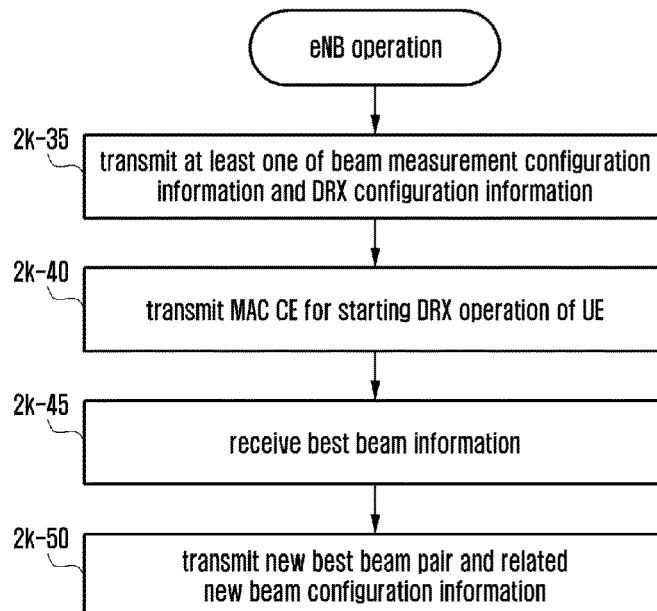 eNB operation
2k-35
transmit at least one of beam measurement configuration
information and DRX configuration information
2k-40
transmit MAC CE for starting DRX operation of UE
2k-45
receive best beam information
2k-50
transmit new best beam pair and related
new beam configuration information